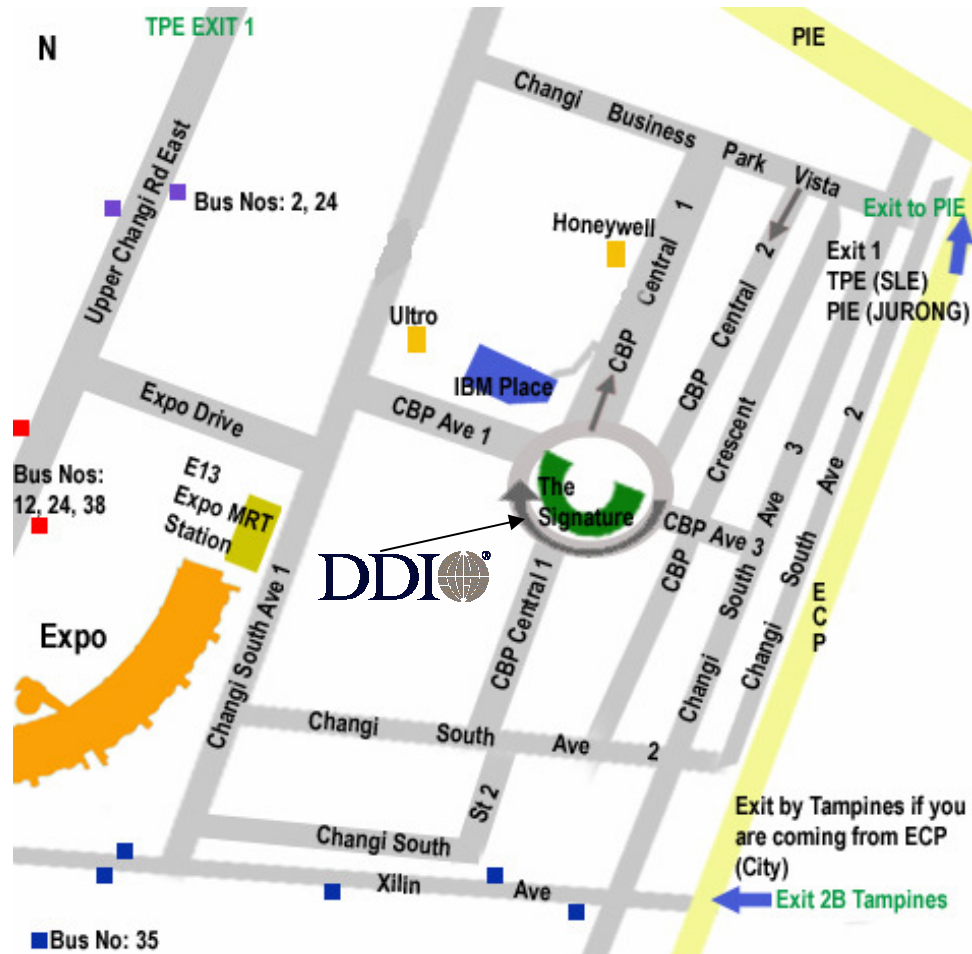 TPE EXIT 1
N
PIE
Changi Business Park Vista
Upper Changi Rd East
Bus Nos: 2, 24
Honeywell
Exit to PIE
Exit 1
TPE (SLE)
PIE (JURONG)
CBP Central 1
CBP Central 2
Ultro
IBM Place
Expo Drive
CBP Ave 1
CBP Crescent
Changi South Ave 3
Changi South Ave 2
Bus Nos:
12, 24, 38
E13
Expo MRT
Station
The
Signature
CBP Ave 3
DDI®
ECP
Expo
Changi South Ave 1
CBP Central 1
Changi South Ave 2
St 2
Changi South
Exit by Tampines if you
are coming from ECP
(City)
Xilin Ave
Exit 2B Tampines
Bus No: 35